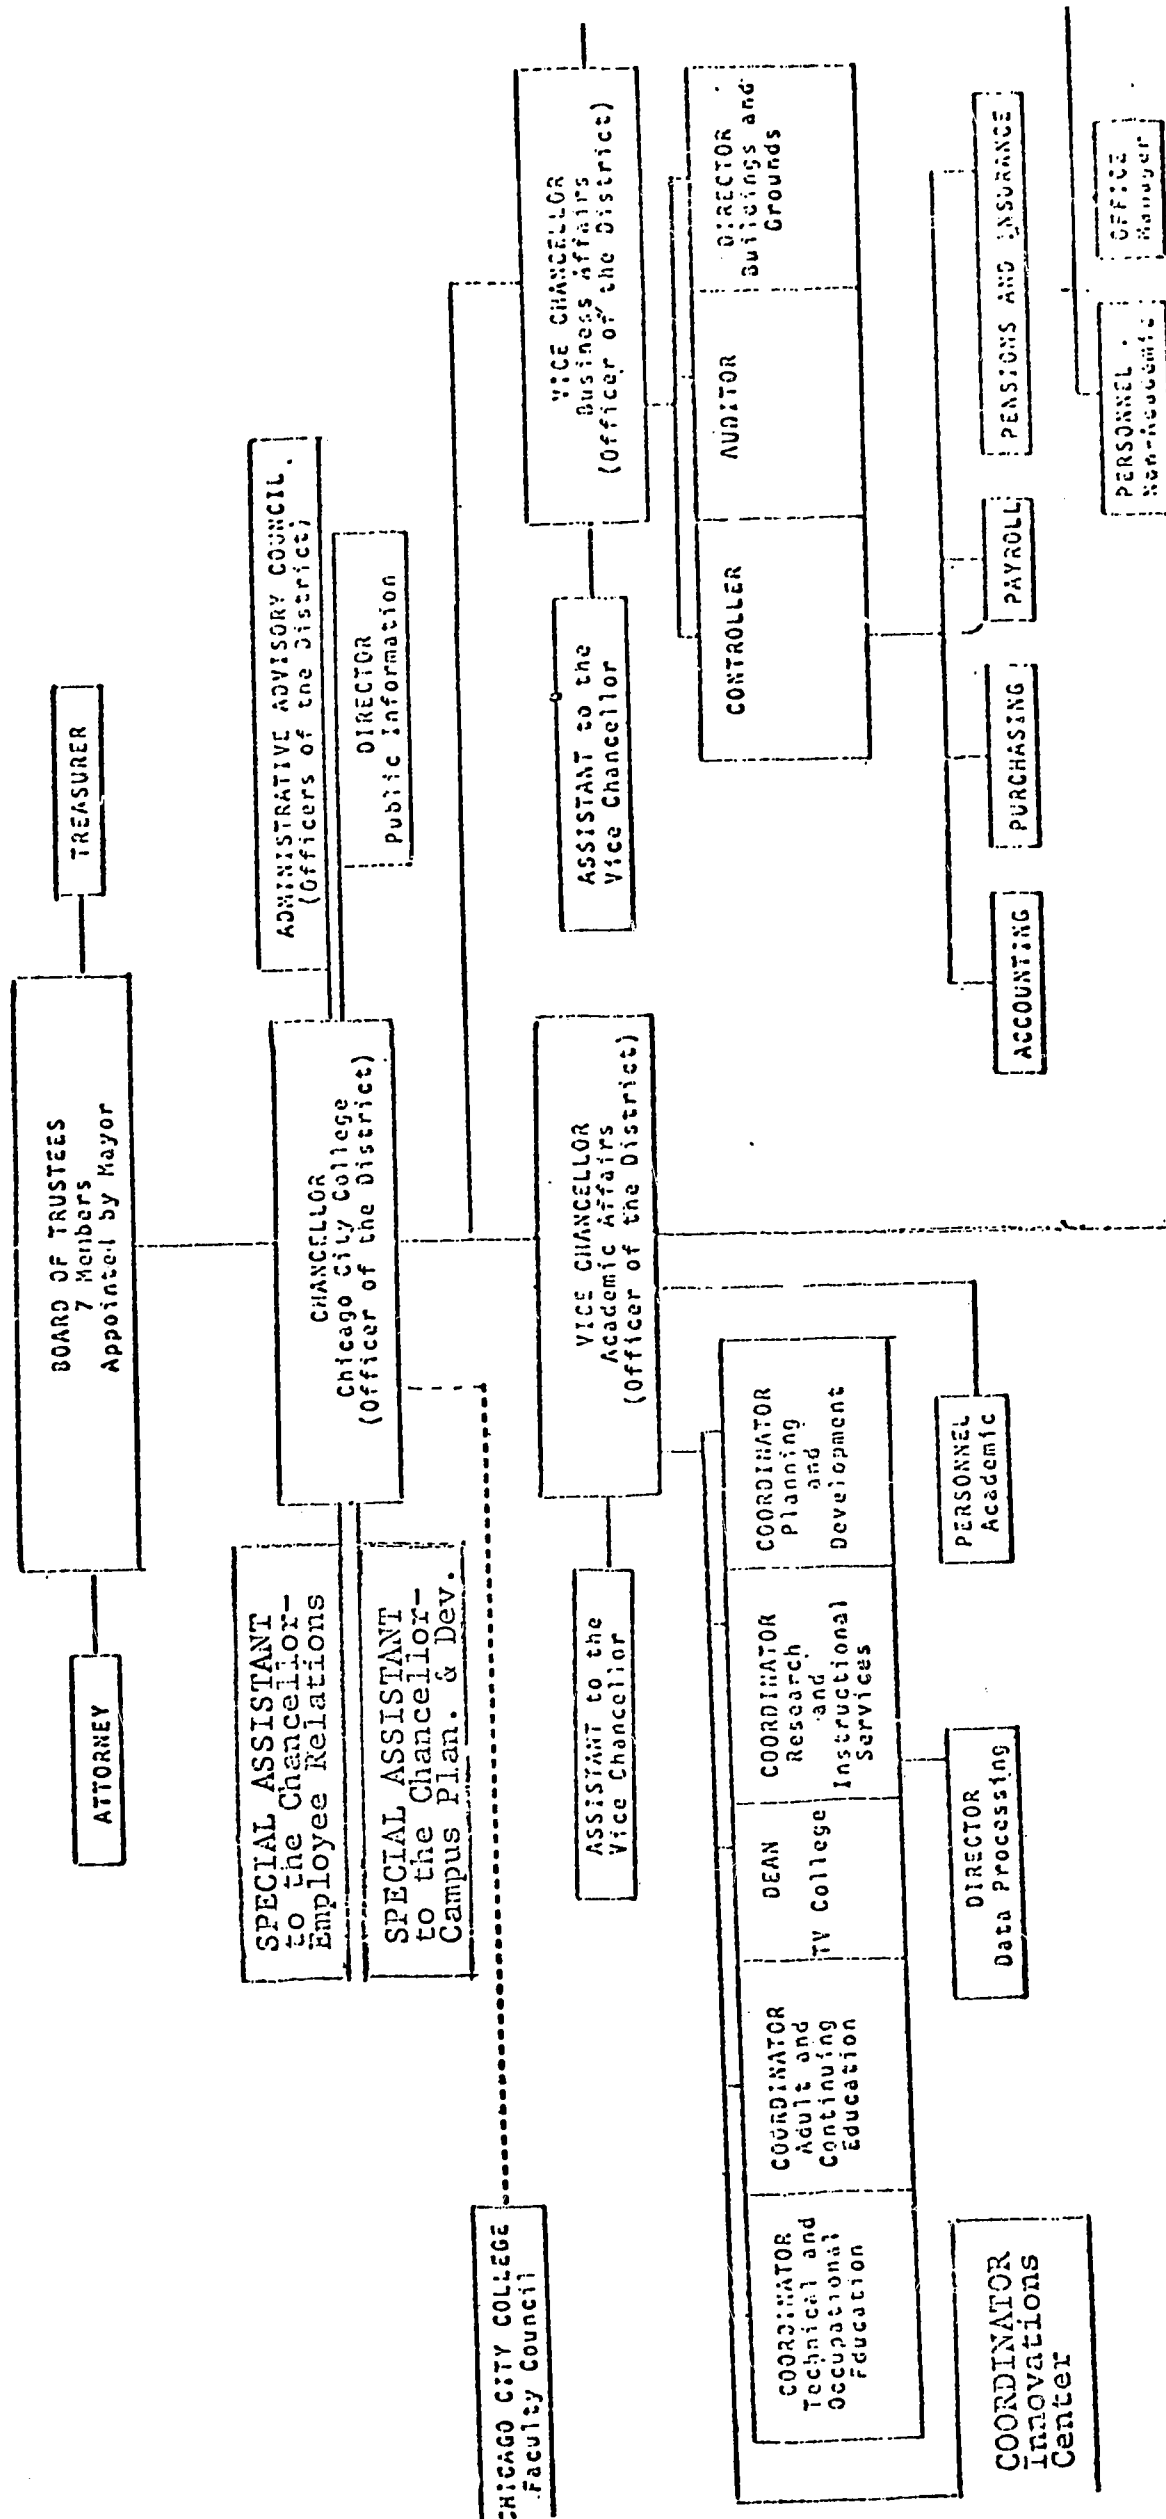 BOARD OF TRUSTEES
7 Members
Appointed by Mayor
ATTORNEY
TREASURER
SPECIAL ASSISTANT
to the Chancellor-
Employee Relations
SPECIAL ASSISTANT
to the Chancellor-
Campus Plan. & Dev.
CHANCELLOR
Chicago City College
(Officer of the District)
ADMINISTRATIVE ADVISORY COUNCIL
(Officers of the District)
DIRECTOR
Public Information
CHICAGO CITY COLLEGE
Faculty Council
ASSISTANT to the
Vice Chancellor
VICE CHANCELLOR
Academic Affairs
(Officer of the District)
ASSISTANT to the
Vice Chancellor
VICE CHANCELLOR
Business Affairs
(Officer of the District)
COORDINATOR
Technical and
Occupational
Education
COORDINATOR
Adult and
Continuing
Education
DEAN
TV College
COORDINATOR
Research
and
Instructional
Services
COORDINATOR
Planning
and
Development
CONTROLLER
AUDITOR
DIRECTOR
Buildings and
Grounds
COORDINATOR
Innovations
Center
DIRECTOR
Data Processing
PERSONNEL
Academic
ACCOUNTING
PURCHASING
PAYROLL
PENSIONS AND INSURANCE
PERSONNEL
Non-Academic
OFFICE
Manager